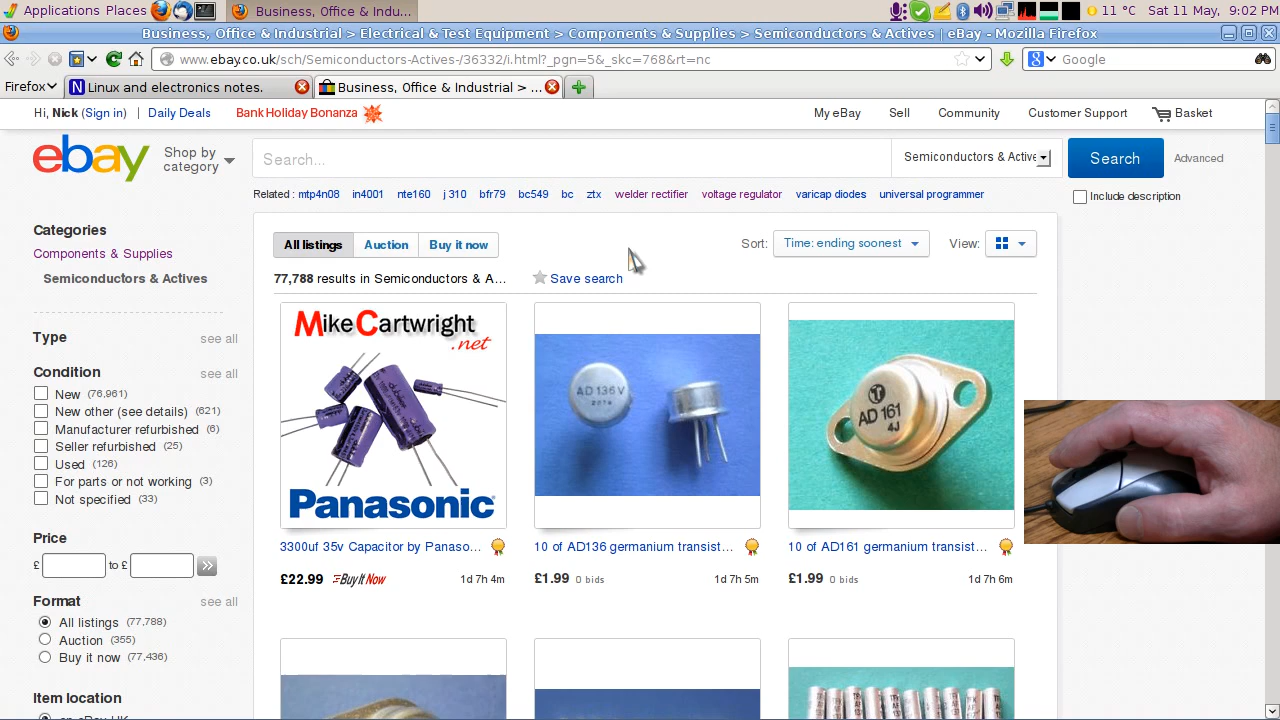 Applications Places Business, Office & Indu... 11 °C Sat 11 May, 9:02 PM
Business, Office & Industrial > Electrical & Test Equipment > Components & Supplies > Semiconductors & Actives | eBay - Mozilla Firefox
www.ebay.co.uk/sch/Semiconductors-Actives-/36332/i.html?_pgn=5&_skc=768&rt=nc Google
Firefox Linux and electronics notes. Business, Office & Industrial > ...
Hi, Nick (Sign in) | Daily Deals Bank Holiday Bonanza My eBay Sell Community Customer Support Basket
ebay Shop by category Search... Semiconductors & Active Search Advanced
Related : mtp4n08 in4001 nte160 j 310 bfr79 bc549 bc ztx welder rectifier voltage regulator varicap diodes universal programmer Include description
Categories
Components & Supplies
Semiconductors & Actives
All listings Auction Buy it now Sort: Time: ending soonest View:
77,788 results in Semiconductors & A... Save search
Type see all
Condition see all
New (76,961)
New other (see details) (621)
Manufacturer refurbished (6)
Seller refurbished (25)
Used (126)
For parts or not working (3)
Not specified (33)
Price
£ to £
Format see all
All listings (77,788)
Auction (355)
Buy it now (77,436)
Item location
on eBay UK
MikeCartwright
.net
Panasonic
3300uf 35v Capacitor by Panaso...
£22.99 Buy It Now 1d 7h 4m
AD 136V
10 of AD136 germanium transist...
£1.99 0 bids 1d 7h 5m
AD 161
4J
10 of AD161 germanium transist...
£1.99 0 bids 1d 7h 6m